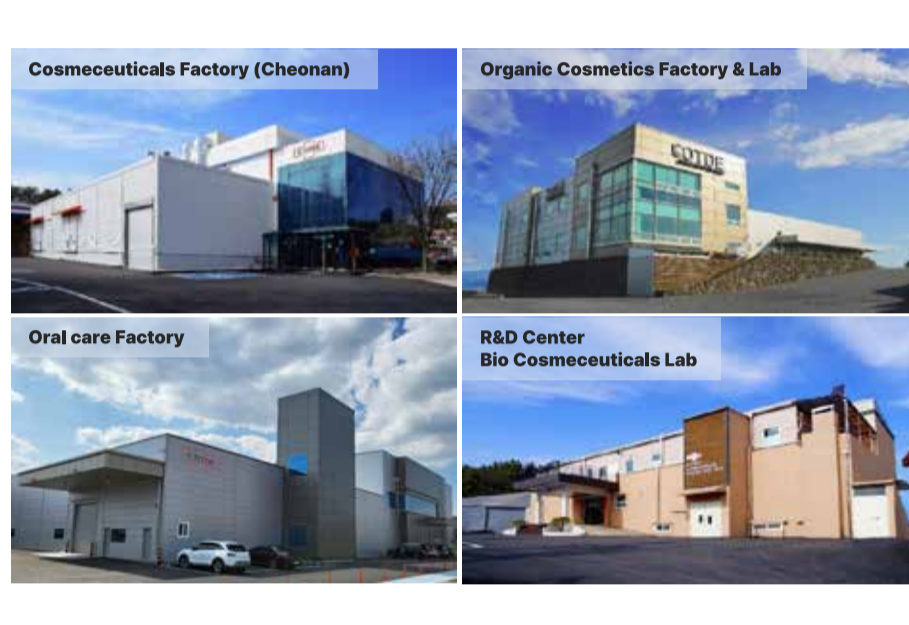 Cosmeceuticals Factory (Cheonan)
Organic Cosmetics Factory & Lab
COTDE
Oral care Factory
R&D Center
Bio Cosmeceuticals Lab